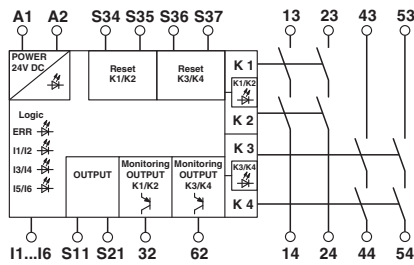 A1 A2 S34 S35 S36 S37 13 23 43 53
POWER
24V DC
Reset
K1/K2
Reset
K3/K4
K 1
K1/K2
K 2
Logic
ERR
I1/I2
I3/I4
I5/I6
K 3
K3/K4
K 4
OUTPUT
Monitoring
OUTPUT
K1/K2
Monitoring
OUTPUT
K3/K4
I1...I6 S11 S21 32 62 14 24 44 54